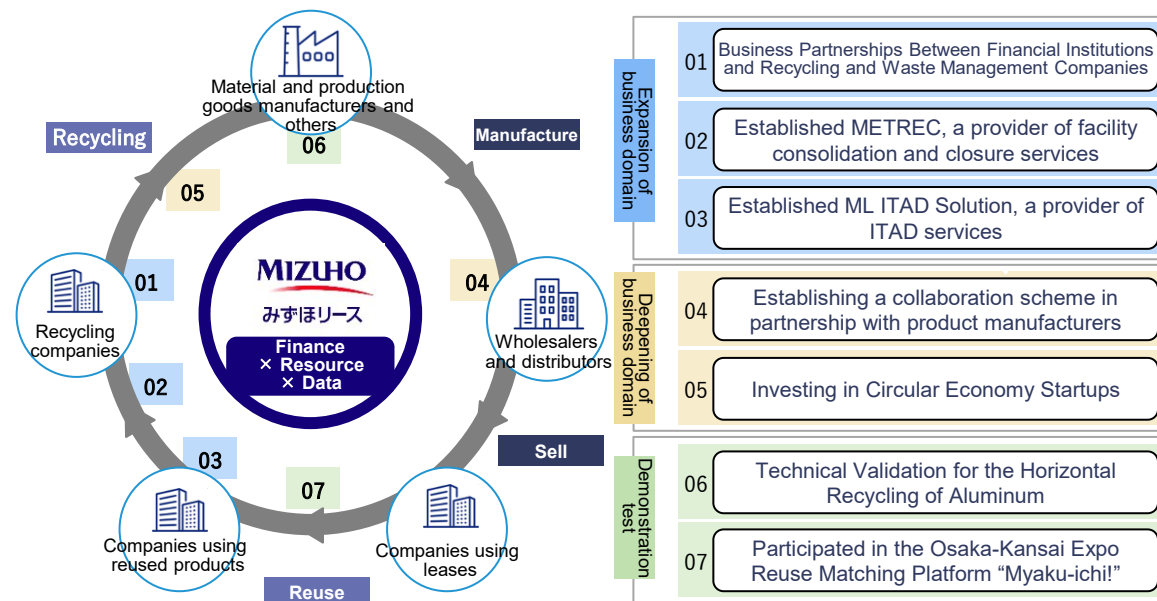 Material and production
goods manufacturers and
others
Recycling
Manufacture
06
05
01
04
MIZUHO
みずほリース
Finance
× Resource
× Data
Recycling
companies
Wholesalers
and distributors
02
03
07
Sell
Companies using
reused products
Companies using
leases
Reuse
Expansion of
business domain
01
Business Partnerships Between Financial Institutions
and Recycling and Waste Management Companies
02
Established METREC, a provider of facility
consolidation and closure services
03
Established ML ITAD Solution, a provider of
ITAD services
Deepening of
business domain
04
Establishing a collaboration scheme in
partnership with product manufacturers
05
Investing in Circular Economy Startups
Demonstration
test
06
Technical Validation for the Horizontal
Recycling of Aluminum
07
Participated in the Osaka-Kansai Expo
Reuse Matching Platform “Myaku-ichi!”